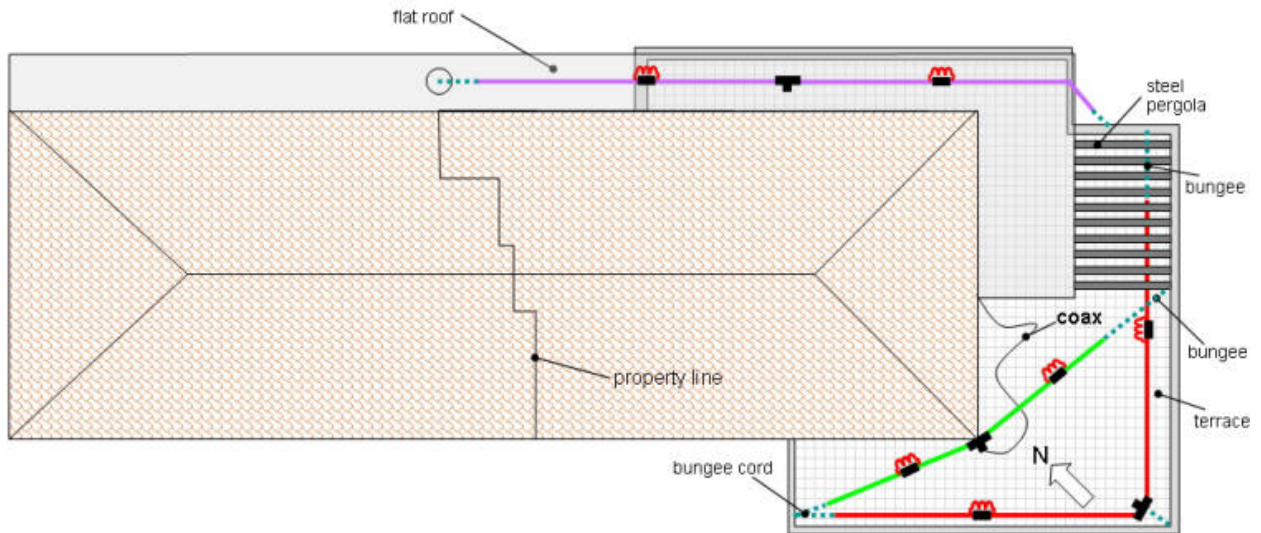 flat roof
steel
pergola
bungee
coax
bungee
property line
terrace
N
bungee cord